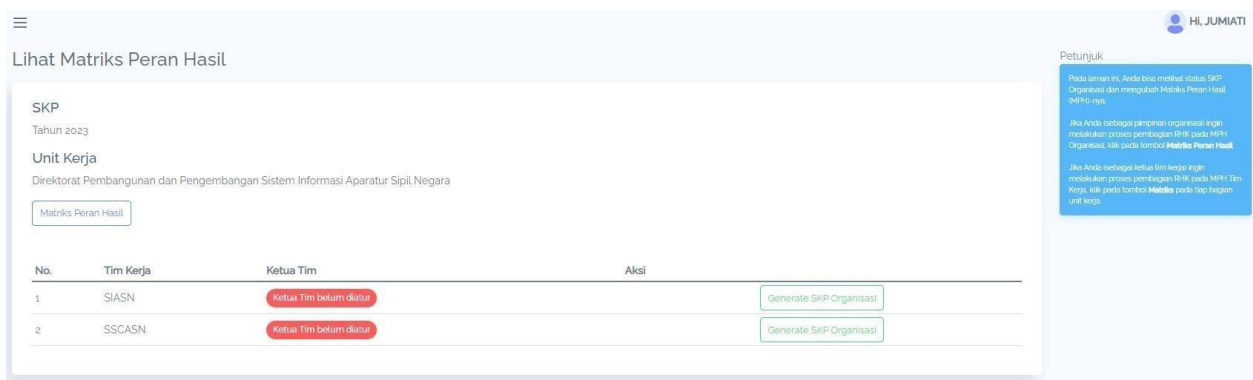 Hi, JUMIATI
Lihat Matriks Peran Hasil
SKP
Tahun 2023
Unit Kerja
Direktorat Pembangunan dan Pengembangan Sistem Informasi Aparatur Sipil Negara
Matriks Peran Hasil
No. Tim Kerja Ketua Tim Aksi
1 SIASN Ketua Tim belum diatur Generate SKP Organisasi
2 SSCASN Ketua Tim belum diatur Generate SKP Organisasi
Petunjuk
Pada laman ini, Anda bisa melihat status SKP
Organisasi dan mengubah Matriks Peran Hasil
(MPH)-nya.
Jika Anda (sebagai pimpinan organisasi) ingin
melakukan proses pembagian RHK pada MPH
Organisasi, klik pada tombol Matriks Peran Hasil
Jika Anda (sebagai ketua tim kerja) ingin
melakukan proses pembagian RHK pada MPH Tim
Kerja, klik pada tombol Matriks pada tiap bagian
unit kerja.